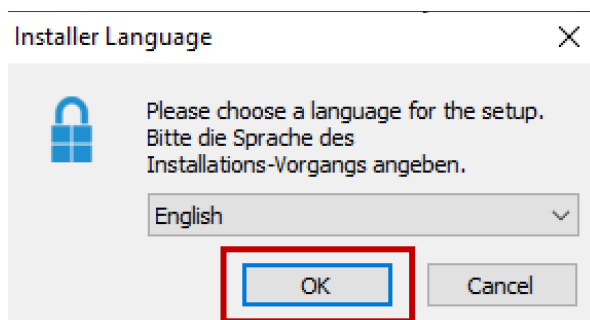 Installer Language
Please choose a language for the setup.
Bitte die Sprache des
Installations-Vorgangs angeben.
English
OK Cancel